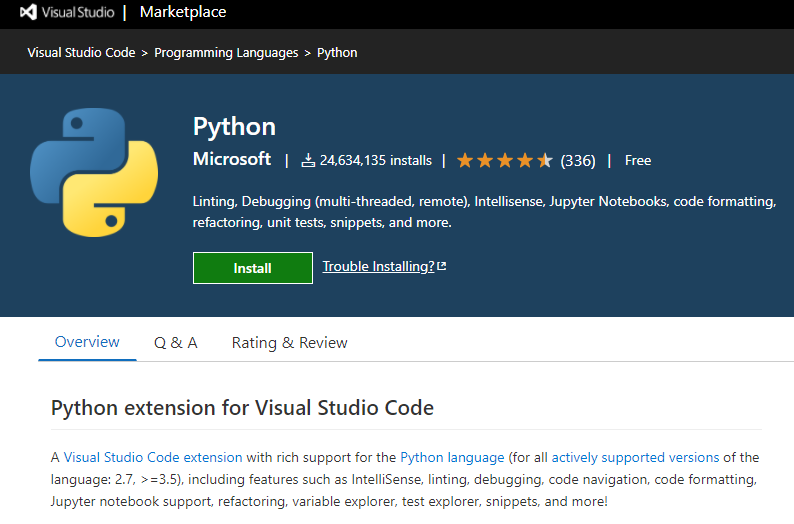 Visual Studio | Marketplace
Visual Studio Code > Programming Languages > Python
Python
Microsoft | 24,634,135 installs | (336) | Free
Linting, Debugging (multi-threaded, remote), Intellisense, Jupyter Notebooks, code formatting,
refactoring, unit tests, snippets, and more.
Install Trouble Installing?
Overview Q & A Rating & Review
Python extension for Visual Studio Code
A Visual Studio Code extension with rich support for the Python language (for all actively supported versions of the
language: 2.7, >=3.5), including features such as IntelliSense, linting, debugging, code navigation, code formatting,
Jupyter notebook support, refactoring, variable explorer, test explorer, snippets, and more!